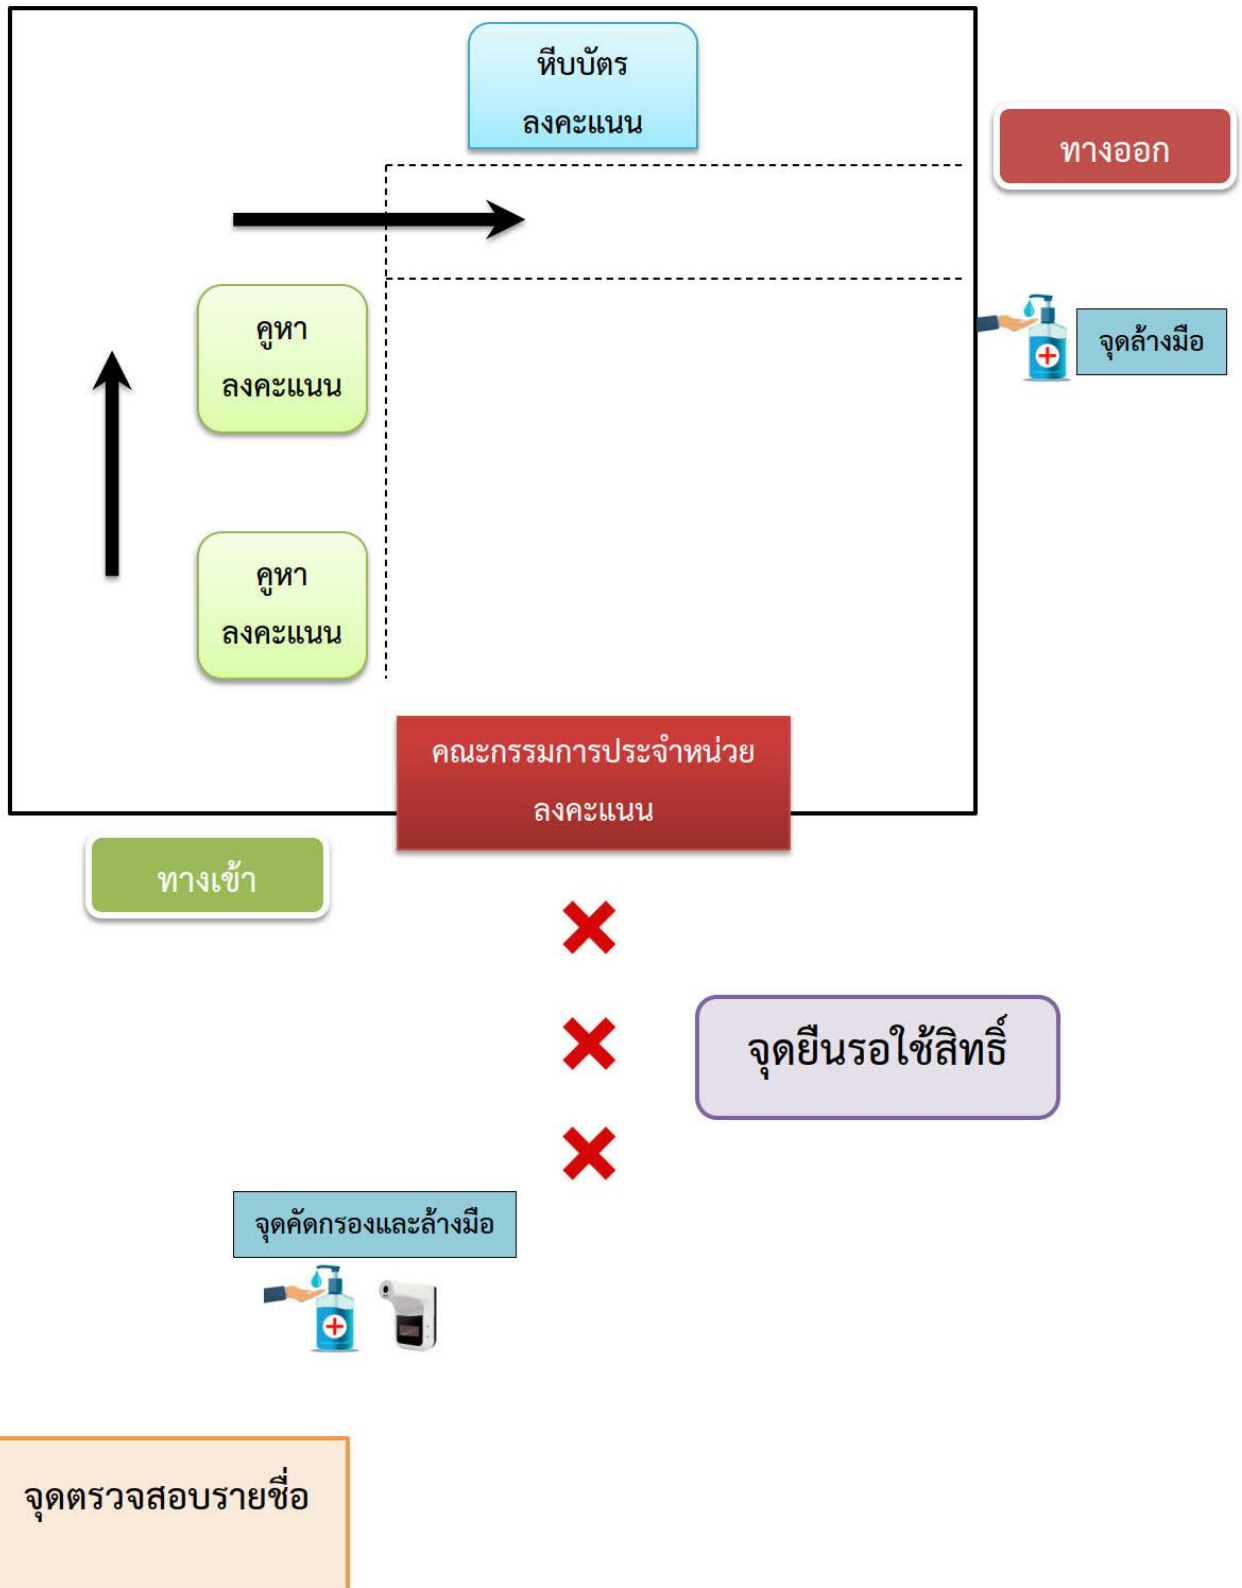 หีบบัตร
ลงคะแนน
ทางออก
คูหา
ลงคะแนน
จุดล้างมือ
คูหา
ลงคะแนน
คณะกรรมการประจำหน่วย
ลงคะแนน
ทางเข้า
จุดยืนรอใช้สิทธิ์
จุดคัดกรองและล้างมือ
จุดตรวจสอบรายชื่อ